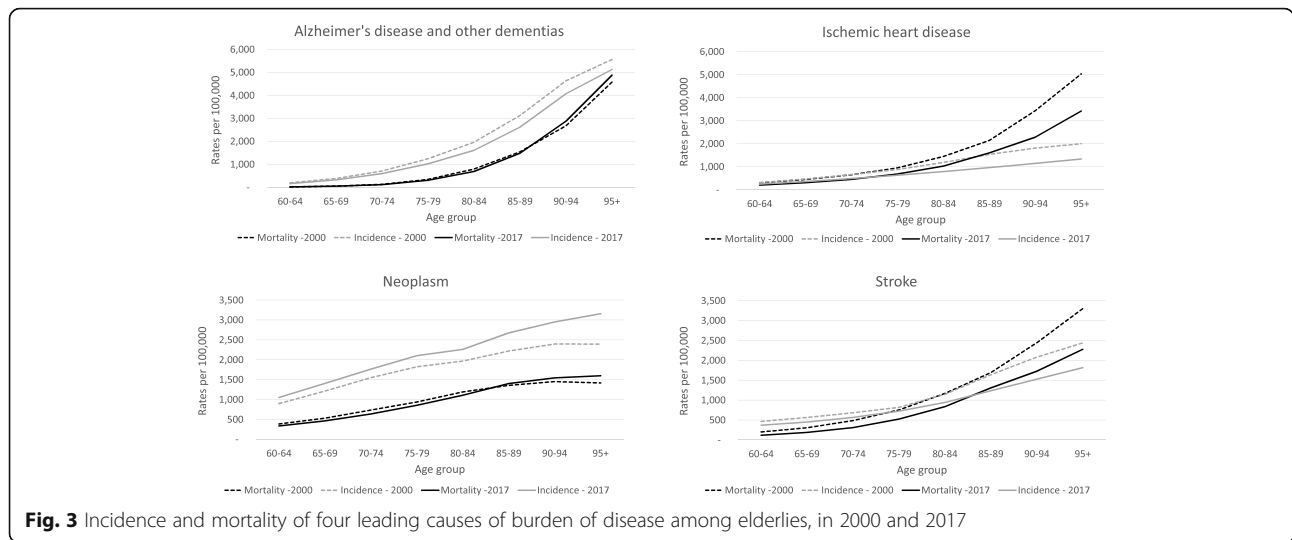 Alzheimer's disease and other dementias
6,000
5,000
4,000
3,000
2,000
1,000
-
Rates per 100,000
60-64 65-69 70-74 75-79 80-84 85-89 90-94 95+
Age group
Mortality -2000 Incidence - 2000 Mortality -2017 Incidence - 2017
Ischemic heart disease
6,000
5,000
4,000
3,000
2,000
1,000
-
Rates per 100,000
60-64 65-69 70-74 75-79 80-84 85-89 90-94 95+
Age group
Mortality -2000 Incidence - 2000 Mortality -2017 Incidence - 2017
Neoplasm
3,500
3,000
2,500
2,000
1,500
1,000
500
-
Rates per 100,000
60-64 65-69 70-74 75-79 80-84 85-89 90-94 95+
Age group
Mortality -2000 Incidence - 2000 Mortality -2017 Incidence - 2017
Stroke
3,500
3,000
2,500
2,000
1,500
1,000
500
-
Rates per 100,000
60-64 65-69 70-74 75-79 80-84 85-89 90-94 95+
Age group
Mortality -2000 Incidence - 2000 Mortality -2017 Incidence - 2017
Fig. 3 Incidence and mortality of four leading causes of burden of disease among elderlies, in 2000 and 2017